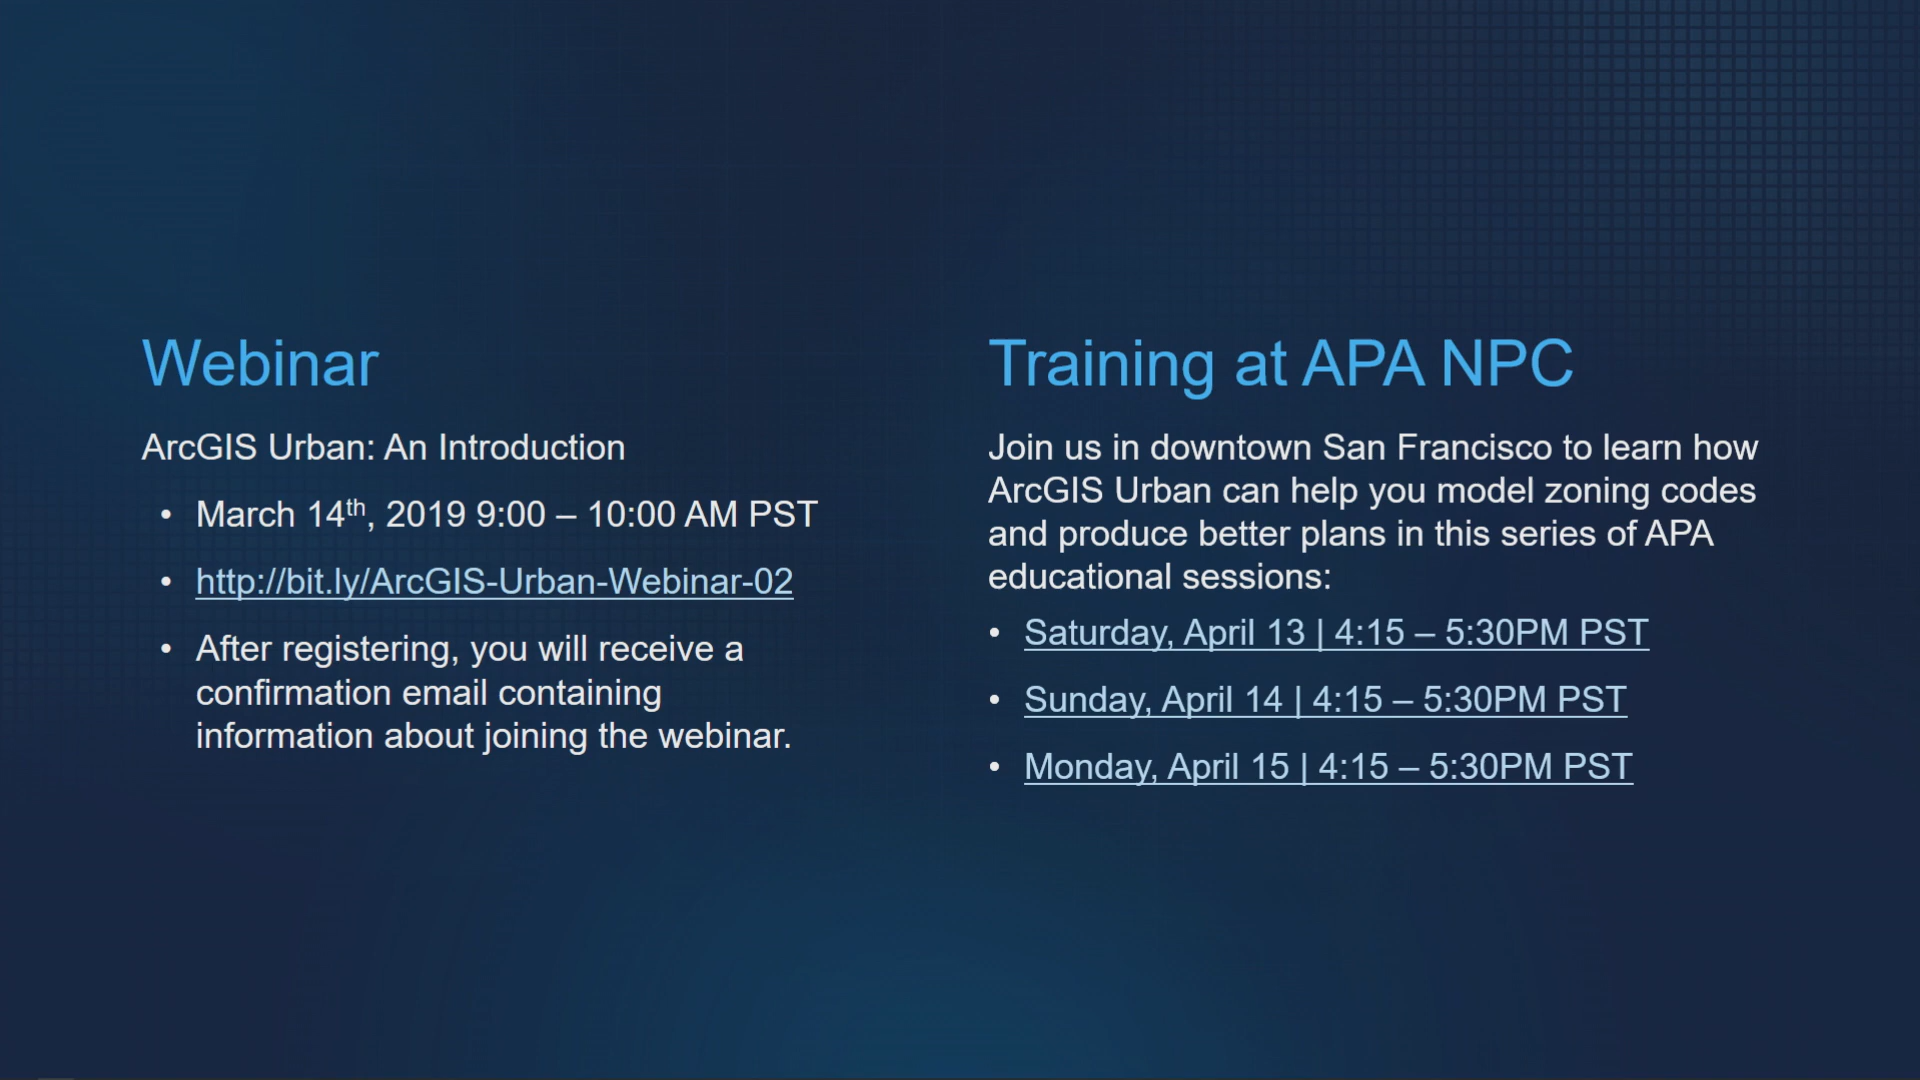 Webinar
ArcGIS Urban: An Introduction
• March 14th, 2019 9:00 – 10:00 AM PST
• http://bit.ly/ArcGIS-Urban-Webinar-02
• After registering, you will receive a
confirmation email containing
information about joining the webinar.
Training at APA NPC
Join us in downtown San Francisco to learn how
ArcGIS Urban can help you model zoning codes
and produce better plans in this series of APA
educational sessions:
• Saturday, April 13 | 4:15 – 5:30PM PST
• Sunday, April 14 | 4:15 – 5:30PM PST
• Monday, April 15 | 4:15 – 5:30PM PST